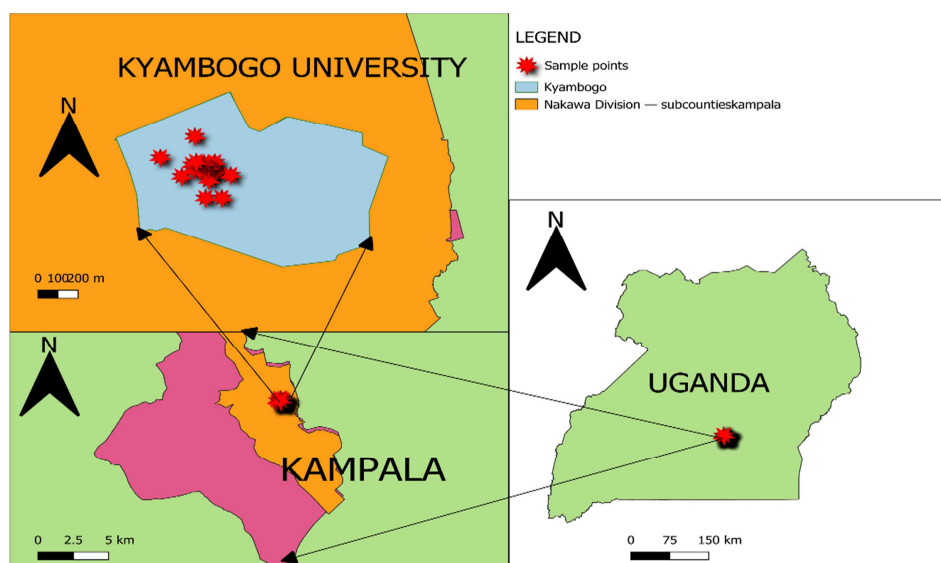 KYAMBOGO UNIVERSITY
N
0 100200 m
LEGEND
Sample points
Kyambogo
Nakawa Division — subcountieskampala
N
KAMPALA
0 2.5 5 km
N
UGANDA
0 75 150 km